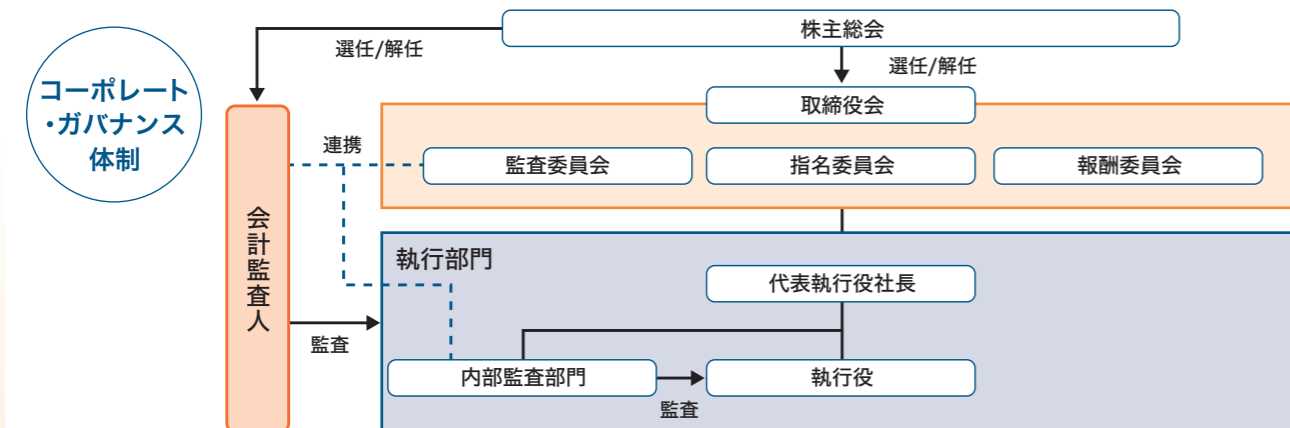 コーポレート
・ガバナンス
体制
株主総会
選任/解任
選任/解任
取締役会
連携
監査委員会
指名委員会
報酬委員会
会計監査人
執行部門
代表執行役社長
監査
内部監査部門
執行役
監査